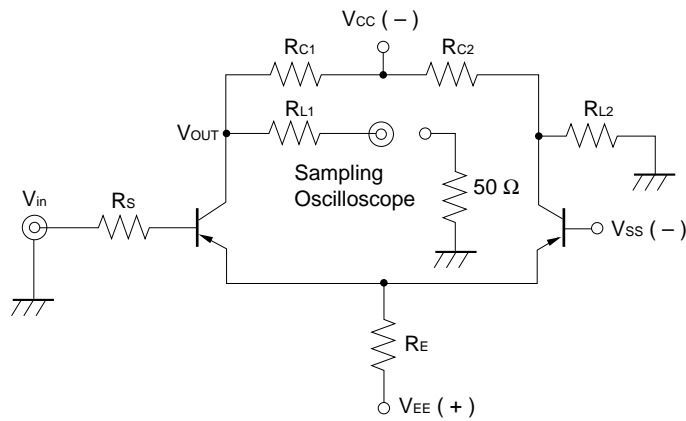 VCC (−)
RC1
RC2
RL1
RL2
VOUT
Sampling
Oscilloscope
50 Ω
Vin
RS
VSS (−)
RE
VEE (+)